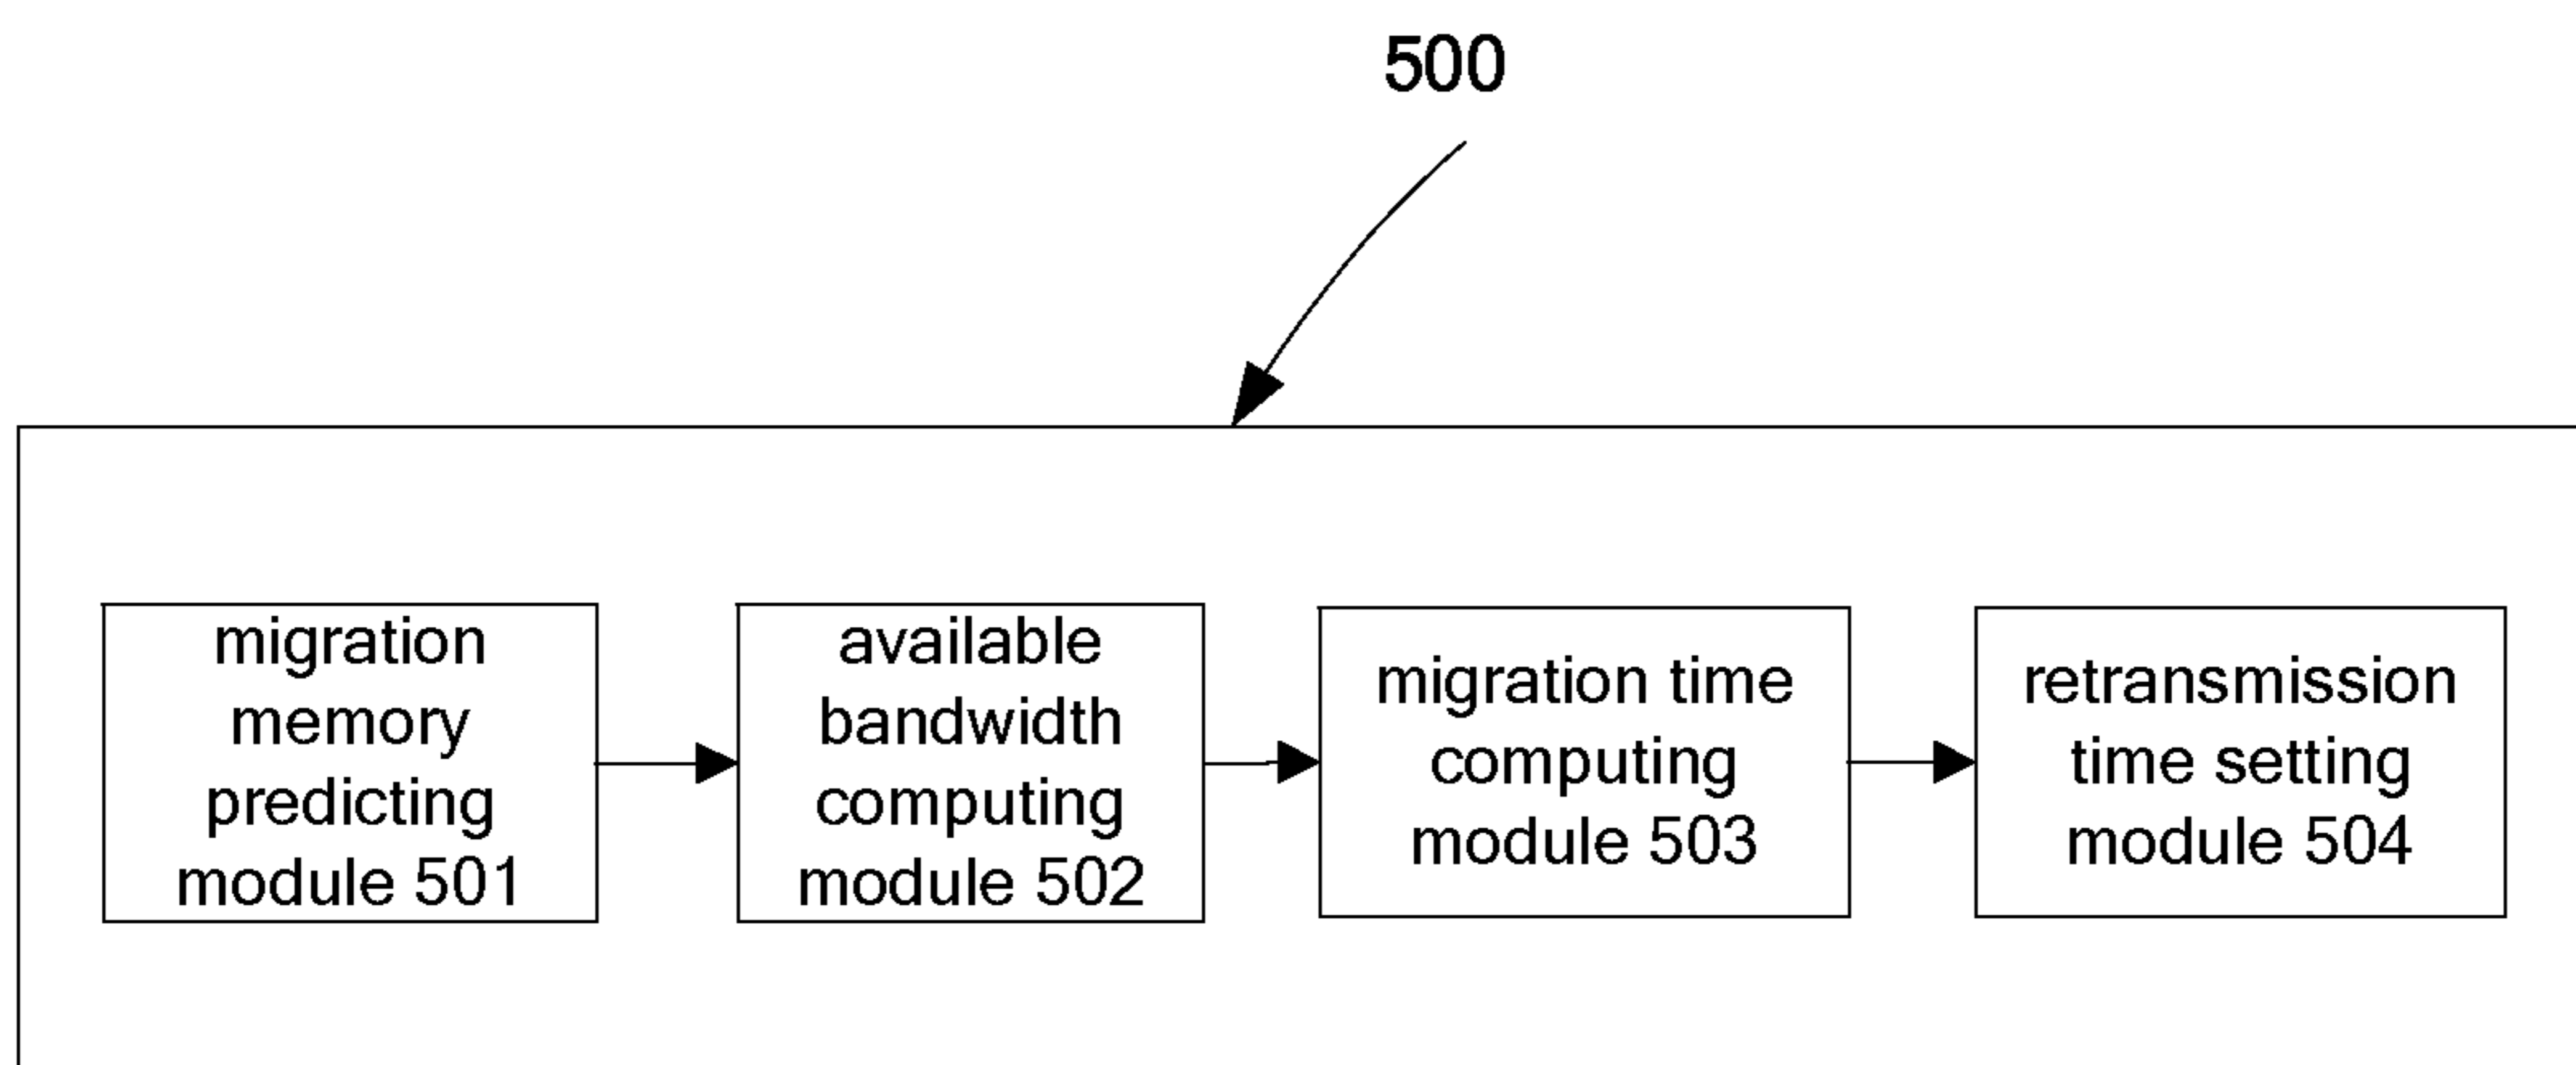 500
migration
memory
predicting
module 501
available
bandwidth
computing
module 502
migration time
computing
module 503
retransmission
time setting
module 504